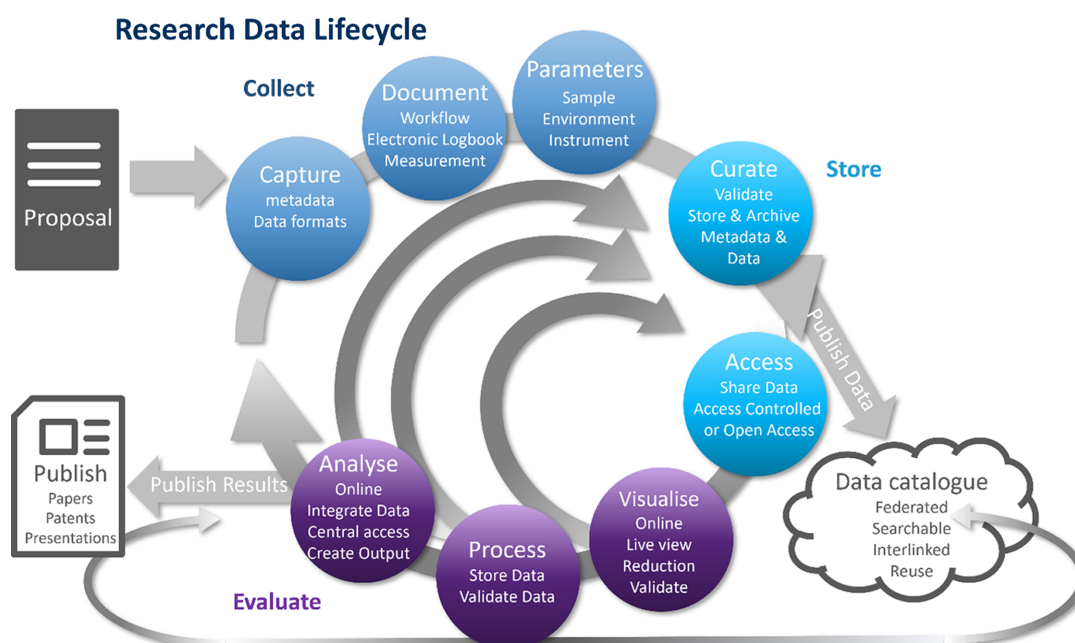 Research Data Lifecycle
Collect
Proposal
Capture
metadata
Data formats
Document
Workflow
Electronic Logbook
Measurement
Parameters
Sample
Environment
Instrument
Store
Curate
Validate
Store & Archive
Metadata &
Data
Publish Data
Access
Share Data
Access Controlled
or Open Access
Data catalogue
Federated
Searchable
Interlinked
Reuse
Visualise
Online
Live view
Reduction
Validate
Process
Store Data
Validate Data
Analyse
Online
Integrate Data
Central access
Create Output
Evaluate
Publish Results
Publish
Papers
Patents
Presentations